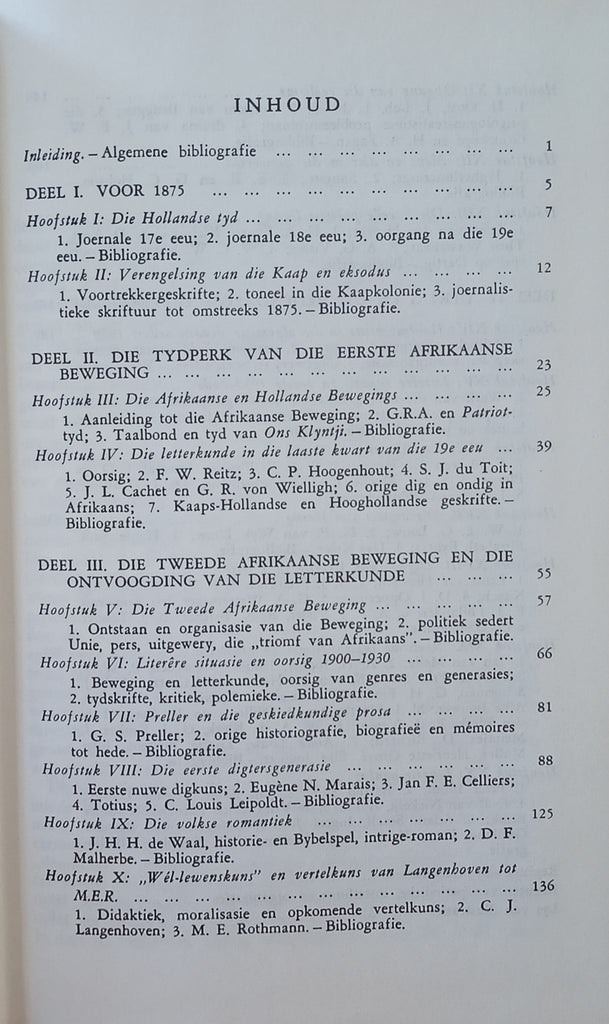 INHOUD
Inleiding. – Algemene bibliografie ... ... ... ... ... ... ... ... 1
DEEL I. VOOR 1875 ... ... ... ... ... ... ... ... ... ... 5
Hoofstuk I: Die Hollandse tyd ... ... ... ... ... ... ... ... ... 7
1. Joernale 17e eeu; 2. joernale 18e eeu; 3. oorgang na die 19e
eeu. – Bibliografie.
Hoofstuk II: Verengelsing van die Kaap en eksodus ... ... ... ... 12
1. Voortrekkergeskrifte; 2. toneel in die Kaapkolonie; 3. joernalis-
tieke skriftuur tot omstreeks 1875. – Bibliografie.
DEEL II. DIE TYDPERK VAN DIE EERSTE AFRIKAANSE
BEWEGING ... ... ... ... ... ... ... ... ... ... ... ... 23
Hoofstuk III: Die Afrikaanse en Hollandse Bewegings ... ... ... ... 25
1. Aanleiding tot die Afrikaanse Beweging; 2. G.R.A. en Patriot-
tyd; 3. Taalbond en tyd van Ons Klyntji. – Bibliografie.
Hoofstuk IV: Die letterkunde in die laaste kwart van die 19e eeu ... 39
1. Oorsig; 2. F. W. Reitz; 3. C. P. Hoogenhout; 4. S. J. du Toit;
5. J. L. Cachet en G. R. von Wielligh; 6. orige dig en ondig in
Afrikaans; 7. Kaaps-Hollandse en Hooghollandse geskrifte. –
Bibliografie.
DEEL III. DIE TWEEDE AFRIKAANSE BEWEGING EN DIE
ONTVOOGDING VAN DIE LETTERKUNDE ... ... ... 55
Hoofstuk V: Die Tweede Afrikaanse Beweging ... ... ... ... ... 57
1. Ontstaan en organisasie van die Beweging; 2. politiek sedert
Unie, pers, uitgewery, die „triomf van Afrikaans”. – Bibliografie.
Hoofstuk VI: Literêre situasie en oorsig 1900–1930 ... ... ... ... 66
1. Beweging en letterkunde, oorsig van genres en generasies;
2. tydskrifte, kritiek, polemieke. – Bibliografie.
Hoofstuk VII: Preller en die geskiedkundige prosa ... ... ... ... 81
1. G. S. Preller; 2. orige historiografie, biografieë en mémoires
tot hede. – Bibliografie.
Hoofstuk VIII: Die eerste digtersgenerasie ... ... ... ... ... ... 88
1. Eerste nuwe digkuns; 2. Eugène N. Marais; 3. Jan F. E. Celliers;
4. Totius; 5. C. Louis Leipoldt. – Bibliografie.
Hoofstuk IX: Die volkse romantiek ... ... ... ... ... ... ... 125
1. J. H. H. de Waal, historie- en Bybelspel, intrige-roman; 2. D. F.
Malherbe. – Bibliografie.
Hoofstuk X: „Wél-lewenskuns” en vertelkuns van Langenhoven tot
M.E.R. ... ... ... ... ... ... ... ... ... ... ... ... ... 136
1. Didaktiek, moralisasie en opkomende vertelkuns; 2. C. J.
Langenhoven; 3. M. E. Rothmann. – Bibliografie.